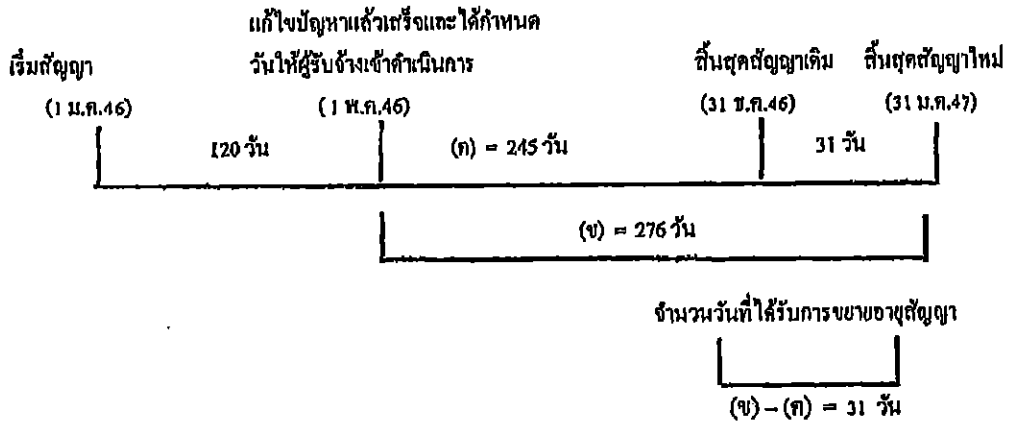 แก้ไขปัญหาแล้วเสร็จและได้กำหนด
เริ่มสัญญา วันให้ผู้รับจ้างเข้าดำเนินการ สิ้นสุดสัญญาเดิม สิ้นสุดสัญญาใหม่
(1 ม.ค.46) (1 พ.ค.46) (31 ธ.ค.46) (31 ม.ค.47)
120 วัน (ค) = 245 วัน 31 วัน
(ข) = 276 วัน
จำนวนวันที่ได้รับการขยายอายุสัญญา
(ข) – (ค) = 31 วัน